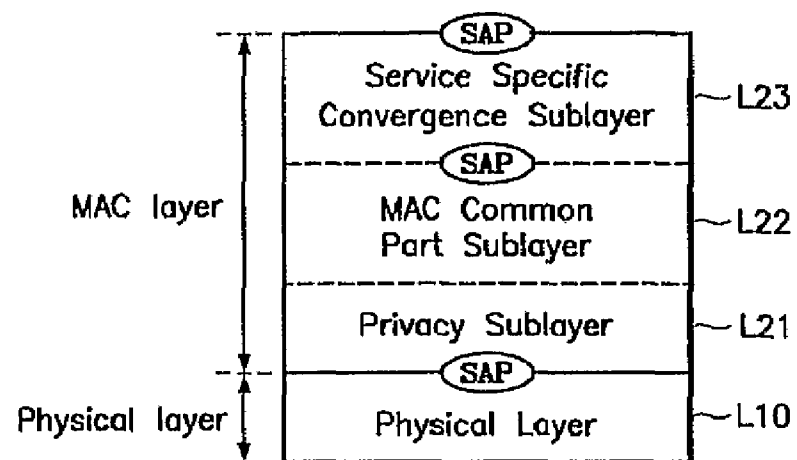 SAP
Service Specific
Convergence Sublayer
L23
SAP
MAC layer
MAC Common
Part Sublayer
L22
Privacy Sublayer
L21
SAP
Physical layer
Physical Layer
L10